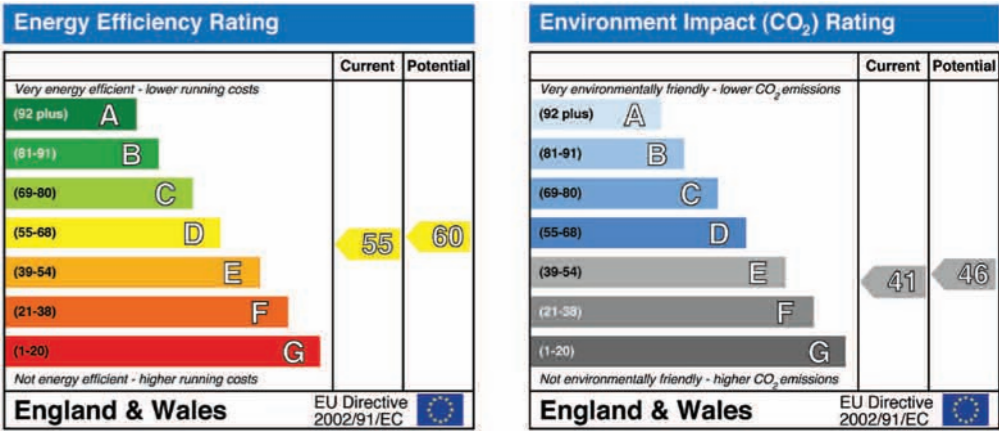 Energy Efficiency Rating
Current Potential
Very energy efficient - lower running costs
(92 plus) A
(81-91) B
(69-80) C
(55-68) D
55 60
(39-54) E
(21-38) F
(1-20) G
Not energy efficient - higher running costs
England & Wales
EU Directive
2002/91/EC
Environment Impact (CO₂) Rating
Current Potential
Very environmentally friendly - lower CO₂ emissions
(92 plus) A
(81-91) B
(69-80) C
(55-68) D
(39-54) E
41 46
(21-38) F
(1-20) G
Not environmentally friendly - higher CO₂ emissions
England & Wales
EU Directive
2002/91/EC